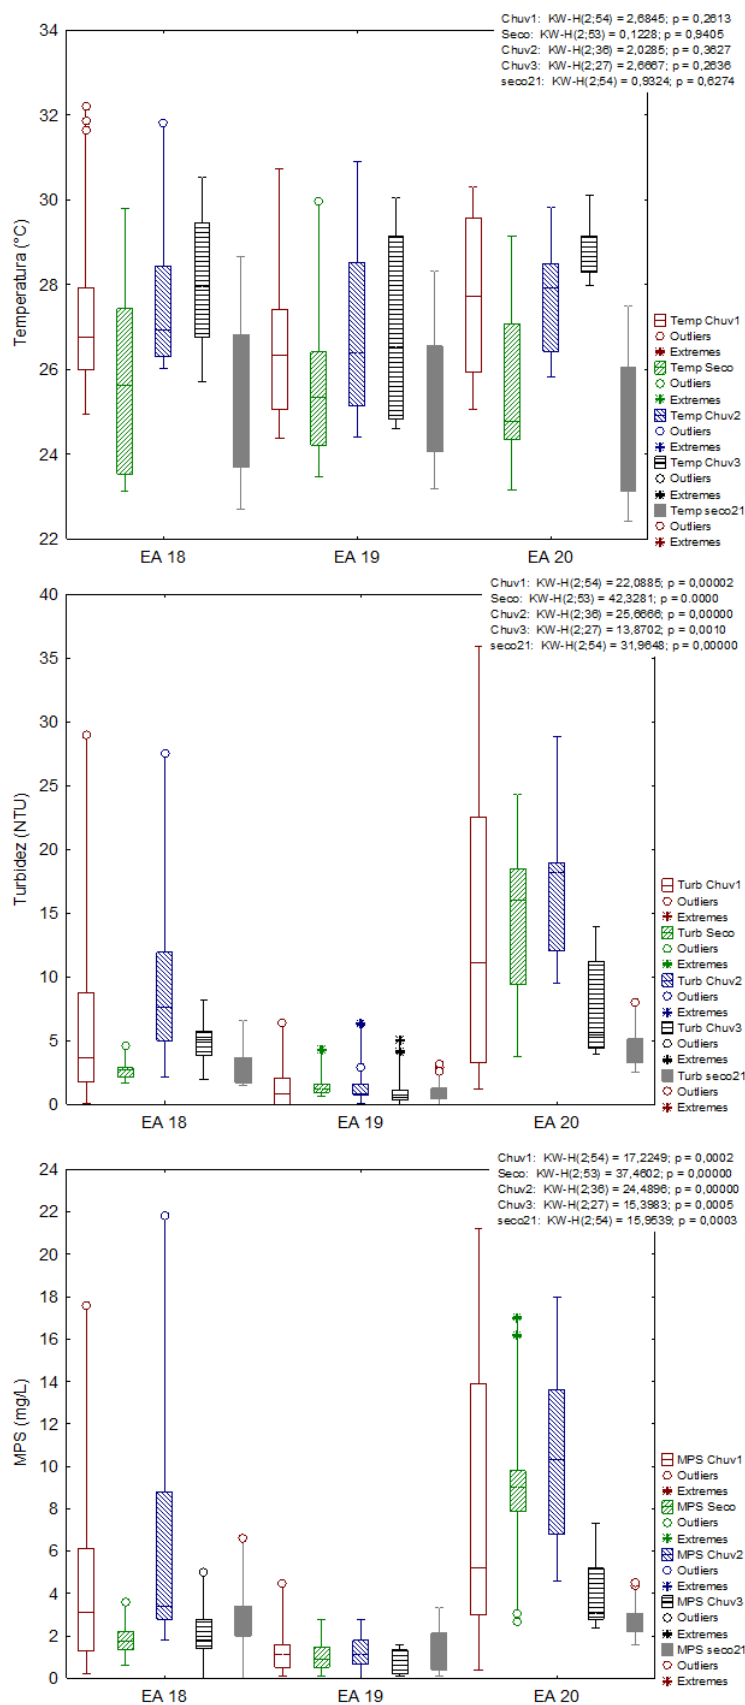 Chuv1: KW-H(2;54) = 2,6845; p = 0,2613
Seco: KW-H(2;53) = 0,1228; p = 0,9405
Chuv2: KW-H(2;36) = 2,0285; p = 0,3627
Chuv3: KW-H(2;27) = 2,6667; p = 0,2636
seco21: KW-H(2;54) = 0,9324; p = 0,6274
34
32
30
28
26
24
22
Temperatura (°C)
EA 18
EA 19
EA 20
Temp Chuv1
Outliers
Extremes
Temp Seco
Outliers
Extremes
Temp Chuv2
Outliers
Extremes
Temp Chuv3
Outliers
Extremes
Temp seco21
Outliers
Extremes
Chuv1: KW-H(2;54) = 22,0885; p = 0,00002
Seco: KW-H(2;53) = 42,3281; p = 0.0000
Chuv2: KW-H(2;36) = 25,6666; p = 0,00000
Chuv3: KW-H(2;27) = 13,8702; p = 0,0010
seco21: KW-H(2;54) = 31,9648; p = 0,00000
40
35
30
25
20
15
10
5
0
Turbidez (NTU)
EA 18
EA 19
EA 20
Turb Chuv1
Outliers
Extremes
Turb Seco
Outliers
Extremes
Turb Chuv2
Outliers
Extremes
Turb Chuv3
Outliers
Extremes
Turb seco21
Outliers
Extremes
Chuv1: KW-H(2;54) = 17,2249; p = 0,0002
Seco: KW-H(2;53) = 37,4602; p = 0,00000
Chuv2: KW-H(2;36) = 24,4896; p = 0,00000
Chuv3: KW-H(2;27) = 15,3983; p = 0,0005
seco21: KW-H(2;54) = 15,9539; p = 0,0003
24
22
20
18
16
14
12
10
8
6
4
2
0
MPS (mg/L)
EA 18
EA 19
EA 20
MPS Chuv1
Outliers
Extremes
MPS Seco
Outliers
Extremes
MPS Chuv2
Outliers
Extremes
MPS Chuv3
Outliers
Extremes
MPS seco21
Outliers
Extremes